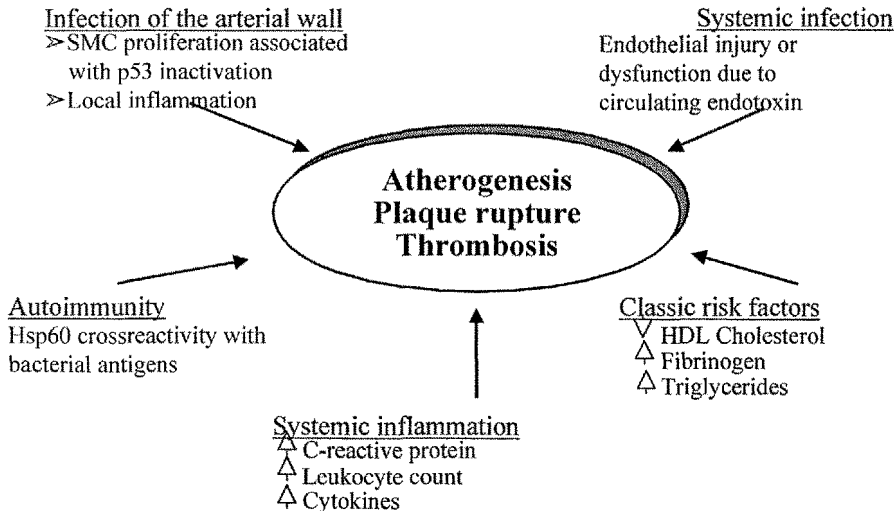 Infection of the arterial wall
➢SMC proliferation associated
with p53 inactivation
➢Local inflammation
Systemic infection
Endothelial injury or
dysfunction due to
circulating endotoxin
Atherogenesis
Plaque rupture
Thrombosis
Autoimmunity
Hsp60 crossreactivity with
bacterial antigens
Classic risk factors
HDL Cholesterol
Fibrinogen
Triglycerides
Systemic inflammation
C-reactive protein
Leukocyte count
Cytokines